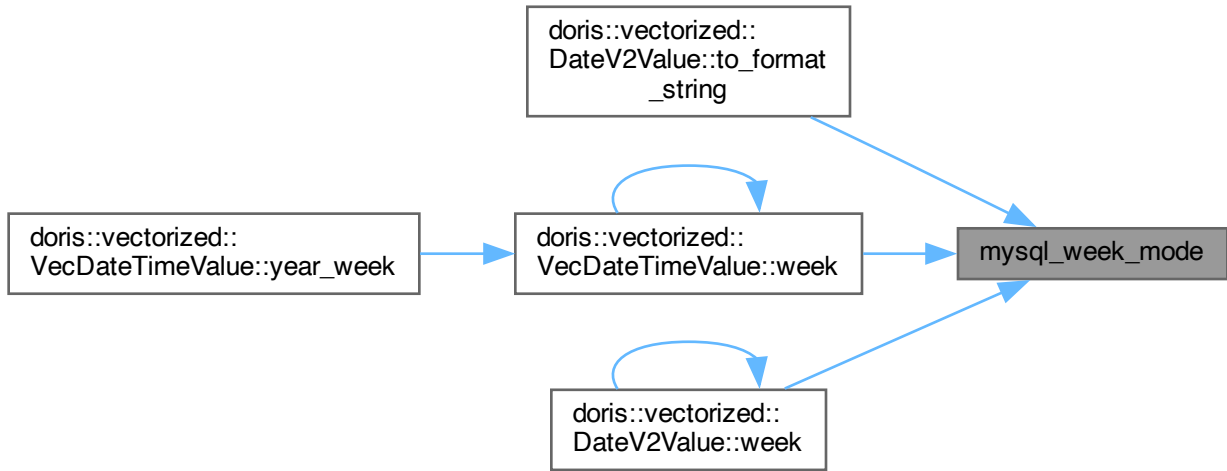 doris::vectorized::
DateV2Value::to_format
_string
doris::vectorized::
VecDateTimeValue::year_week
doris::vectorized::
VecDateTimeValue::week
mysql_week_mode
doris::vectorized::
DateV2Value::week